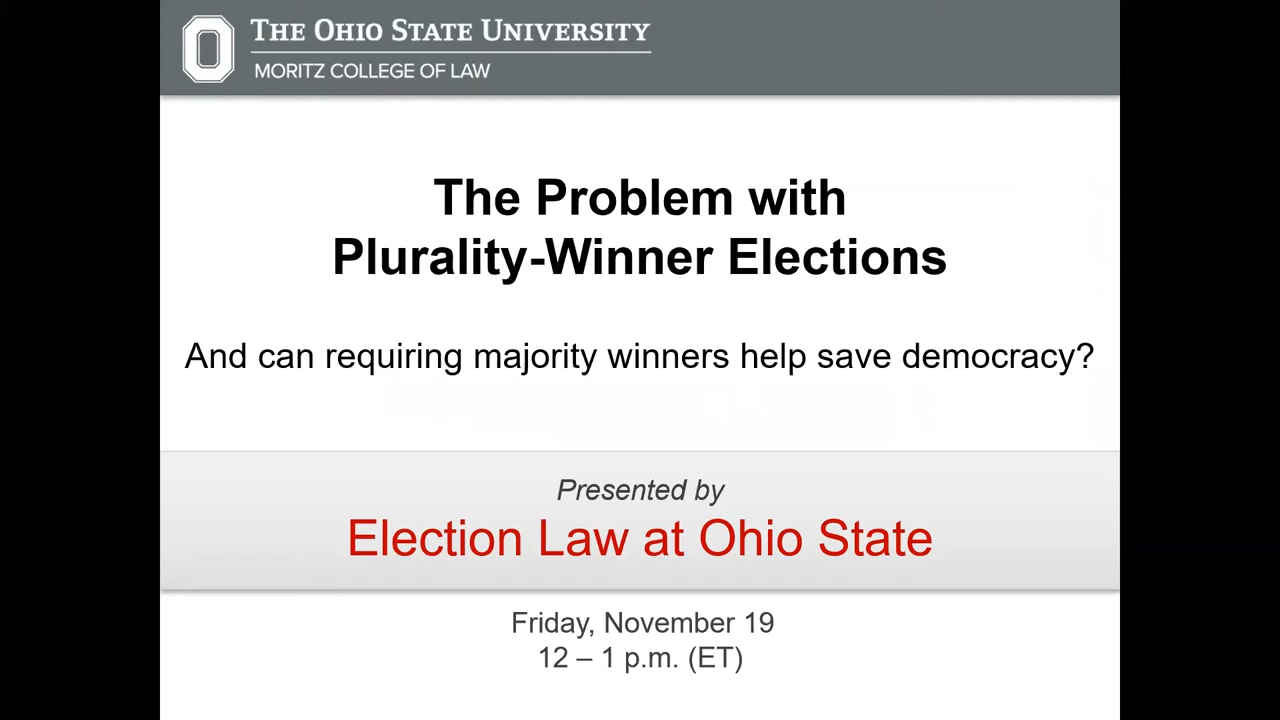 THE OHIO STATE UNIVERSITY
MORITZ COLLEGE OF LAW
The Problem with
Plurality-Winner Elections
And can requiring majority winners help save democracy?
Presented by
Election Law at Ohio State
Friday, November 19
12 – 1 p.m. (ET)